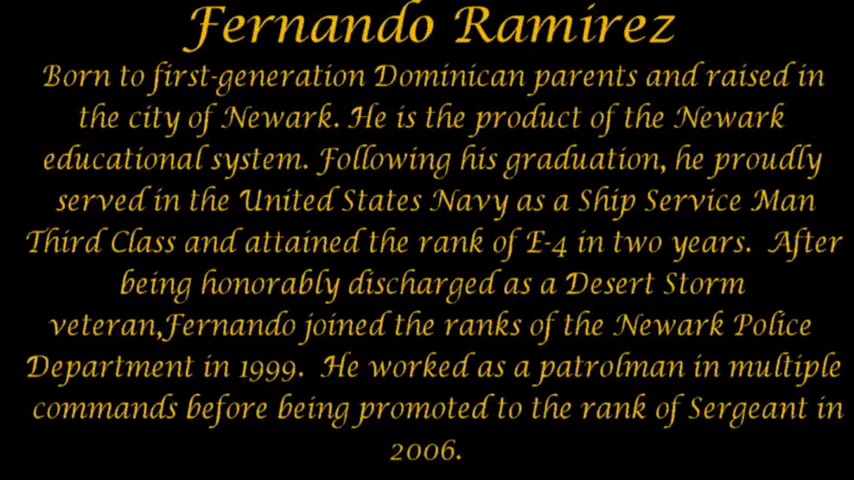 Fernando Ramirez
Born to first-generation Dominican parents and raised in
the city of Newark. He is the product of the Newark
educational system. Following his graduation, he proudly
served in the United States Navy as a Ship Service Man
Third Class and attained the rank of E-4 in two years. After
being honorably discharged as a Desert Storm
veteran,Fernando joined the ranks of the Newark Police
Department in 1999. He worked as a patrolman in multiple
commands before being promoted to the rank of Sergeant in
2006.